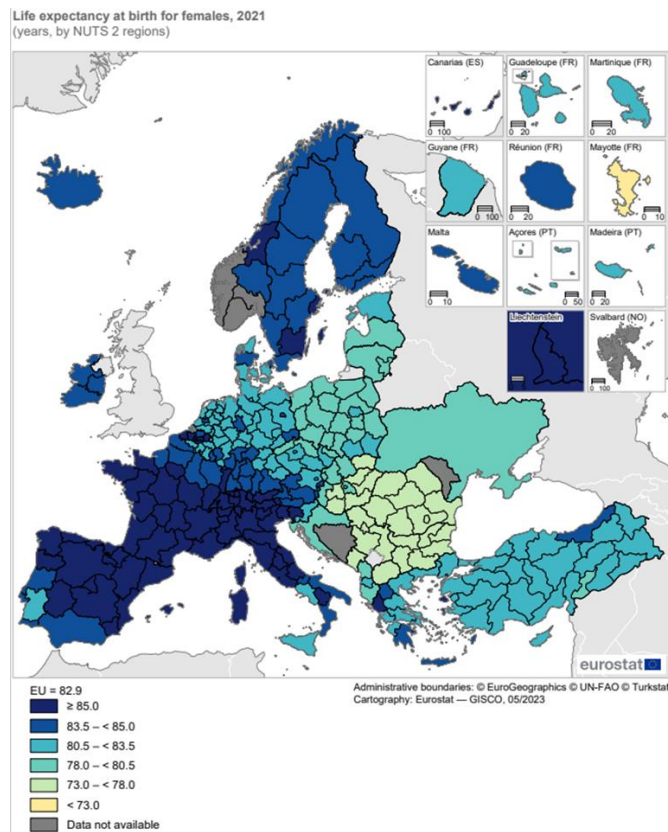 Life expectancy at birth for females, 2021
(years, by NUTS 2 regions)
Canarias (ES)
0 100
Guadeloupe (FR)
0 20
Martinique (FR)
0 20
Guyane (FR)
0 100
Réunion (FR)
0 20
Mayotte (FR)
0 10
Malta
0 10
Açores (PT)
0 50
Madeira (PT)
0 20
Liechtenstein
Svalbard (NO)
0 100
eurostat
Administrative boundaries: © EuroGeographics © UN-FAO © Turkstat
Cartography: Eurostat — GISCO, 05/2023
EU = 82.9
≥ 85.0
83.5 – < 85.0
80.5 – < 83.5
78.0 – < 80.5
73.0 – < 78.0
< 73.0
Data not available